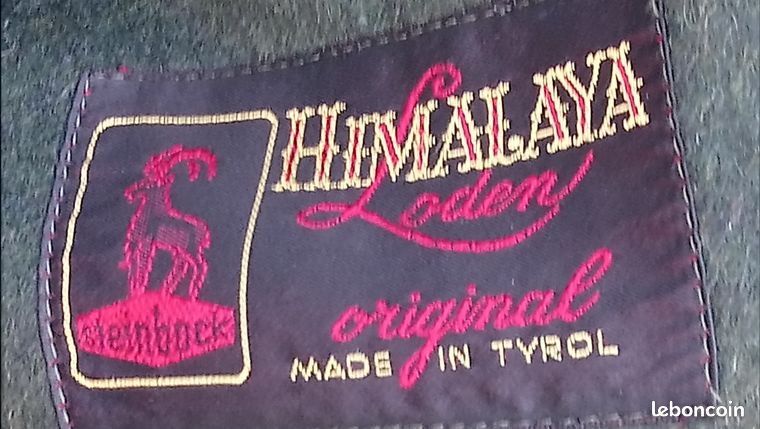 HIMALAYA
Loden
steinbock
original
MADE IN TYROL
leboncoin